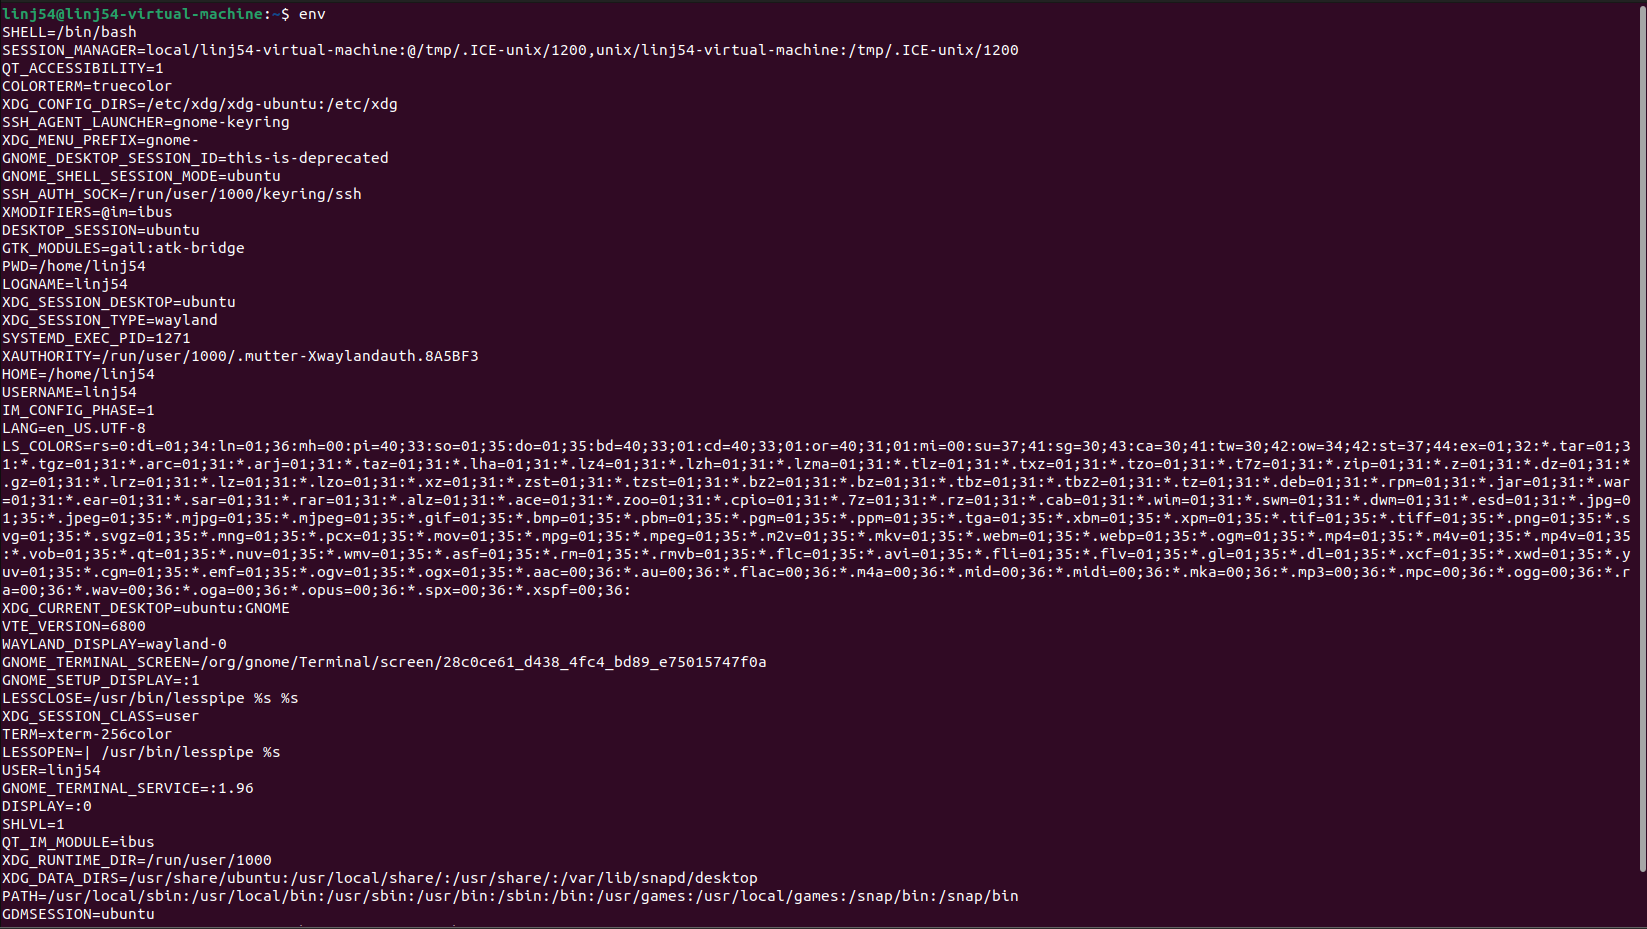 linj54@linj54-virtual-machine:~$ env
SHELL=/bin/bash
SESSION_MANAGER=local/linj54-virtual-machine:@/tmp/.ICE-unix/1200,unix/linj54-virtual-machine:/tmp/.ICE-unix/1200
QT_ACCESSIBILITY=1
COLORTERM=truecolor
XDG_CONFIG_DIRS=/etc/xdg/xdg-ubuntu:/etc/xdg
SSH_AGENT_LAUNCHER=gnome-keyring
XDG_MENU_PREFIX=gnome-
GNOME_DESKTOP_SESSION_ID=this-is-deprecated
GNOME_SHELL_SESSION_MODE=ubuntu
SSH_AUTH_SOCK=/run/user/1000/keyring/ssh
XMODIFIERS=@im=ibus
DESKTOP_SESSION=ubuntu
GTK_MODULES=gail:atk-bridge
PWD=/home/linj54
LOGNAME=linj54
XDG_SESSION_DESKTOP=ubuntu
XDG_SESSION_TYPE=wayland
SYSTEMD_EXEC_PID=1271
XAUTHORITY=/run/user/1000/.mutter-Xwaylandauth.8A5BF3
HOME=/home/linj54
USERNAME=linj54
IM_CONFIG_PHASE=1
LANG=en_US.UTF-8
LS_COLORS=rs=0:di=01;34:ln=01;36:mh=00:pi=40;33:so=01;35:do=01;35:bd=40;33;01:cd=40;33;01:or=40;31;01:mi=00:su=37;41:sg=30;43:ca=30;41:tw=30;42:ow=34;42:st=37;44:ex=01;32:*.tar=01;3
1:*.tgz=01;31:*.arc=01;31:*.arj=01;31:*.taz=01;31:*.lha=01;31:*.lz4=01;31:*.lzh=01;31:*.lzma=01;31:*.tlz=01;31:*.txz=01;31:*.tzo=01;31:*.t7z=01;31:*.zip=01;31:*.z=01;31:*.dz=01;31:*
.gz=01;31:*.lrz=01;31:*.lz=01;31:*.lzo=01;31:*.xz=01;31:*.zst=01;31:*.tzst=01;31:*.bz2=01;31:*.bz=01;31:*.tbz=01;31:*.tbz2=01;31:*.tz=01;31:*.deb=01;31:*.rpm=01;31:*.jar=01;31:*.war
=01;31:*.ear=01;31:*.sar=01;31:*.rar=01;31:*.alz=01;31:*.ace=01;31:*.zoo=01;31:*.cpio=01;31:*.7z=01;31:*.rz=01;31:*.cab=01;31:*.wim=01;31:*.swm=01;31:*.dwm=01;31:*.esd=01;31:*.jpg=0
1;35:*.jpeg=01;35:*.mjpg=01;35:*.mjpeg=01;35:*.gif=01;35:*.bmp=01;35:*.pbm=01;35:*.pgm=01;35:*.ppm=01;35:*.tga=01;35:*.xbm=01;35:*.xpm=01;35:*.tif=01;35:*.tiff=01;35:*.png=01;35:*.s
vg=01;35:*.svgz=01;35:*.mng=01;35:*.pcx=01;35:*.mov=01;35:*.mpg=01;35:*.mpeg=01;35:*.m2v=01;35:*.mkv=01;35:*.webm=01;35:*.webp=01;35:*.ogm=01;35:*.mp4=01;35:*.m4v=01;35:*.mp4v=01;35
:*.vob=01;35:*.qt=01;35:*.nuv=01;35:*.wmv=01;35:*.asf=01;35:*.rm=01;35:*.rmvb=01;35:*.flc=01;35:*.avi=01;35:*.fli=01;35:*.flv=01;35:*.gl=01;35:*.dl=01;35:*.xcf=01;35:*.xwd=01;35:*.y
uv=01;35:*.cgm=01;35:*.emf=01;35:*.ogv=01;35:*.ogx=01;35:*.aac=00;36:*.au=00;36:*.flac=00;36:*.m4a=00;36:*.mid=00;36:*.midi=00;36:*.mka=00;36:*.mp3=00;36:*.mpc=00;36:*.ogg=00;36:*.r
a=00;36:*.wav=00;36:*.oga=00;36:*.opus=00;36:*.spx=00;36:*.xspf=00;36:
XDG_CURRENT_DESKTOP=ubuntu:GNOME
VTE_VERSION=6800
WAYLAND_DISPLAY=wayland-0
GNOME_TERMINAL_SCREEN=/org/gnome/Terminal/screen/28c0ce61_d438_4fc4_bd89_e75015747f0a
GNOME_SETUP_DISPLAY=:1
LESSCLOSE=/usr/bin/lesspipe %s %s
XDG_SESSION_CLASS=user
TERM=xterm-256color
LESSOPEN=| /usr/bin/lesspipe %s
USER=linj54
GNOME_TERMINAL_SERVICE=:1.96
DISPLAY=:0
SHLVL=1
QT_IM_MODULE=ibus
XDG_RUNTIME_DIR=/run/user/1000
XDG_DATA_DIRS=/usr/share/ubuntu:/usr/local/share/:/usr/share/:/var/lib/snapd/desktop
PATH=/usr/local/sbin:/usr/local/bin:/usr/sbin:/usr/bin:/sbin:/bin:/usr/games:/usr/local/games:/snap/bin:/snap/bin
GDMSESSION=ubuntu